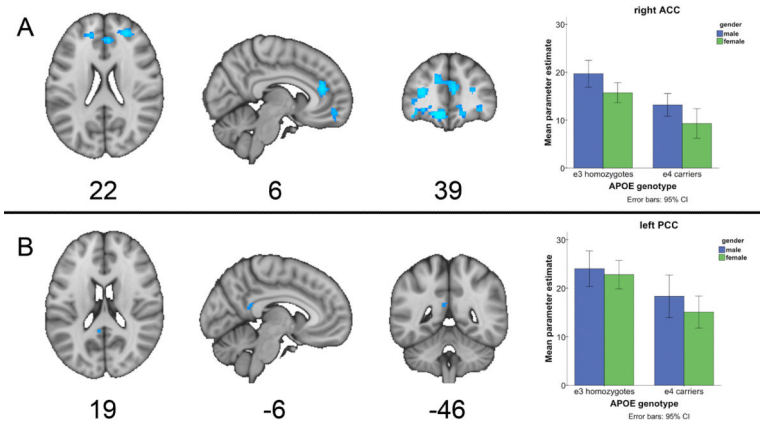 A
22
6
39
right ACC
gender
male
female
Mean parameter estimate
30
20
10
0
e3 homozygotes
e4 carriers
APOE genotype
Error bars: 95% CI
B
19
-6
-46
left PCC
gender
male
female
Mean parameter estimate
30
20
10
0
e3 homozygotes
e4 carriers
APOE genotype
Error bars: 95% CI